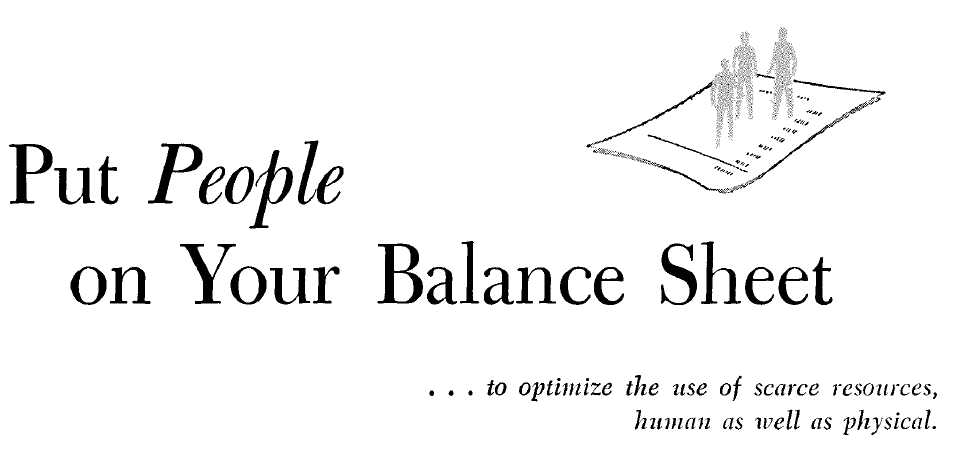 Put People
on Your Balance Sheet
. . . to optimize the use of scarce resources,
human as well as physical.